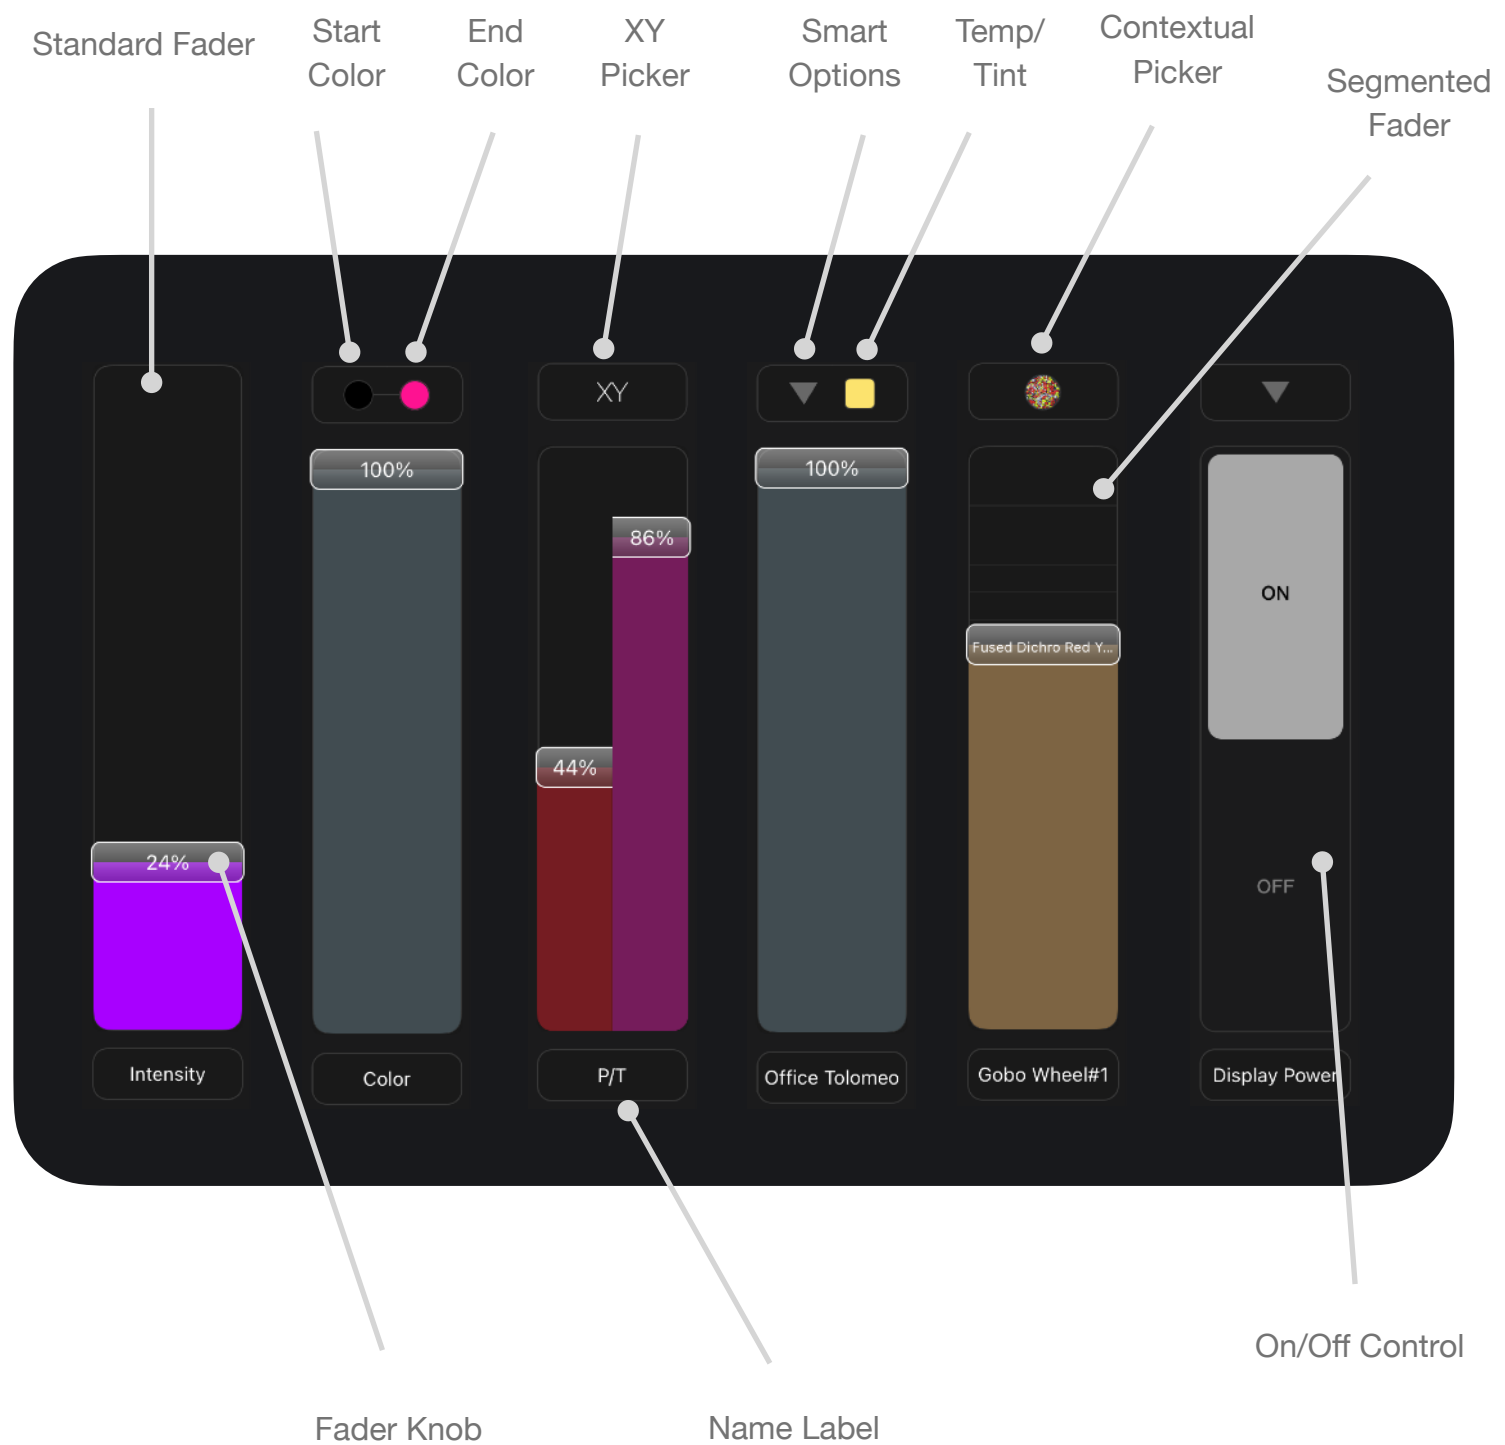 Standard Fader
Start
Color
End
Color
XY
Picker
Smart
Options
Temp/
Tint
Contextual
Picker
Segmented
Fader
XY
100%
100%
86%
ON
Fused Dichro Red Y...
44%
24%
OFF
Intensity
Color
P/T
Office Tolomeo
Gobo Wheel#1
Display Power
On/Off Control
Fader Knob
Name Label